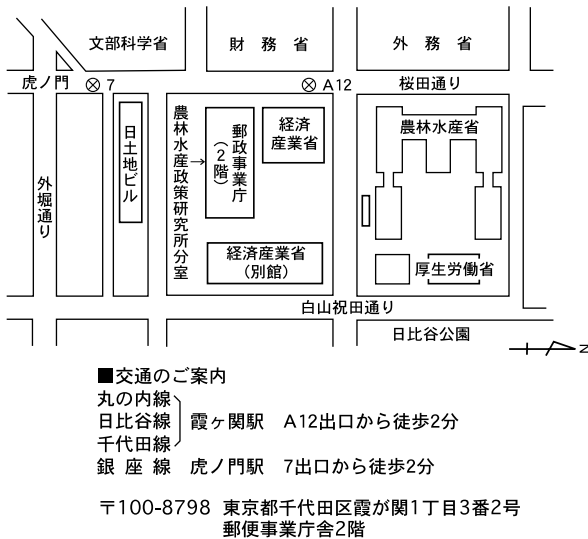 文部科学省
財務省
外務省
虎ノ門
7
A12
桜田通り
外堀通り
日土地ビル
農林水産政策研究所分室
→
郵政事業庁
(2階)
経済
産業省
農林水産省
経済産業省
(別館)
厚生労働省
白山祝田通り
日比谷公園
N
■交通のご案内
丸の内線
日比谷線 霞ヶ関駅 A12出口から徒歩2分
千代田線
銀座線 虎ノ門駅 7出口から徒歩2分
〒100-8798 東京都千代田区霞が関1丁目3番2号
郵便事業庁舎2階